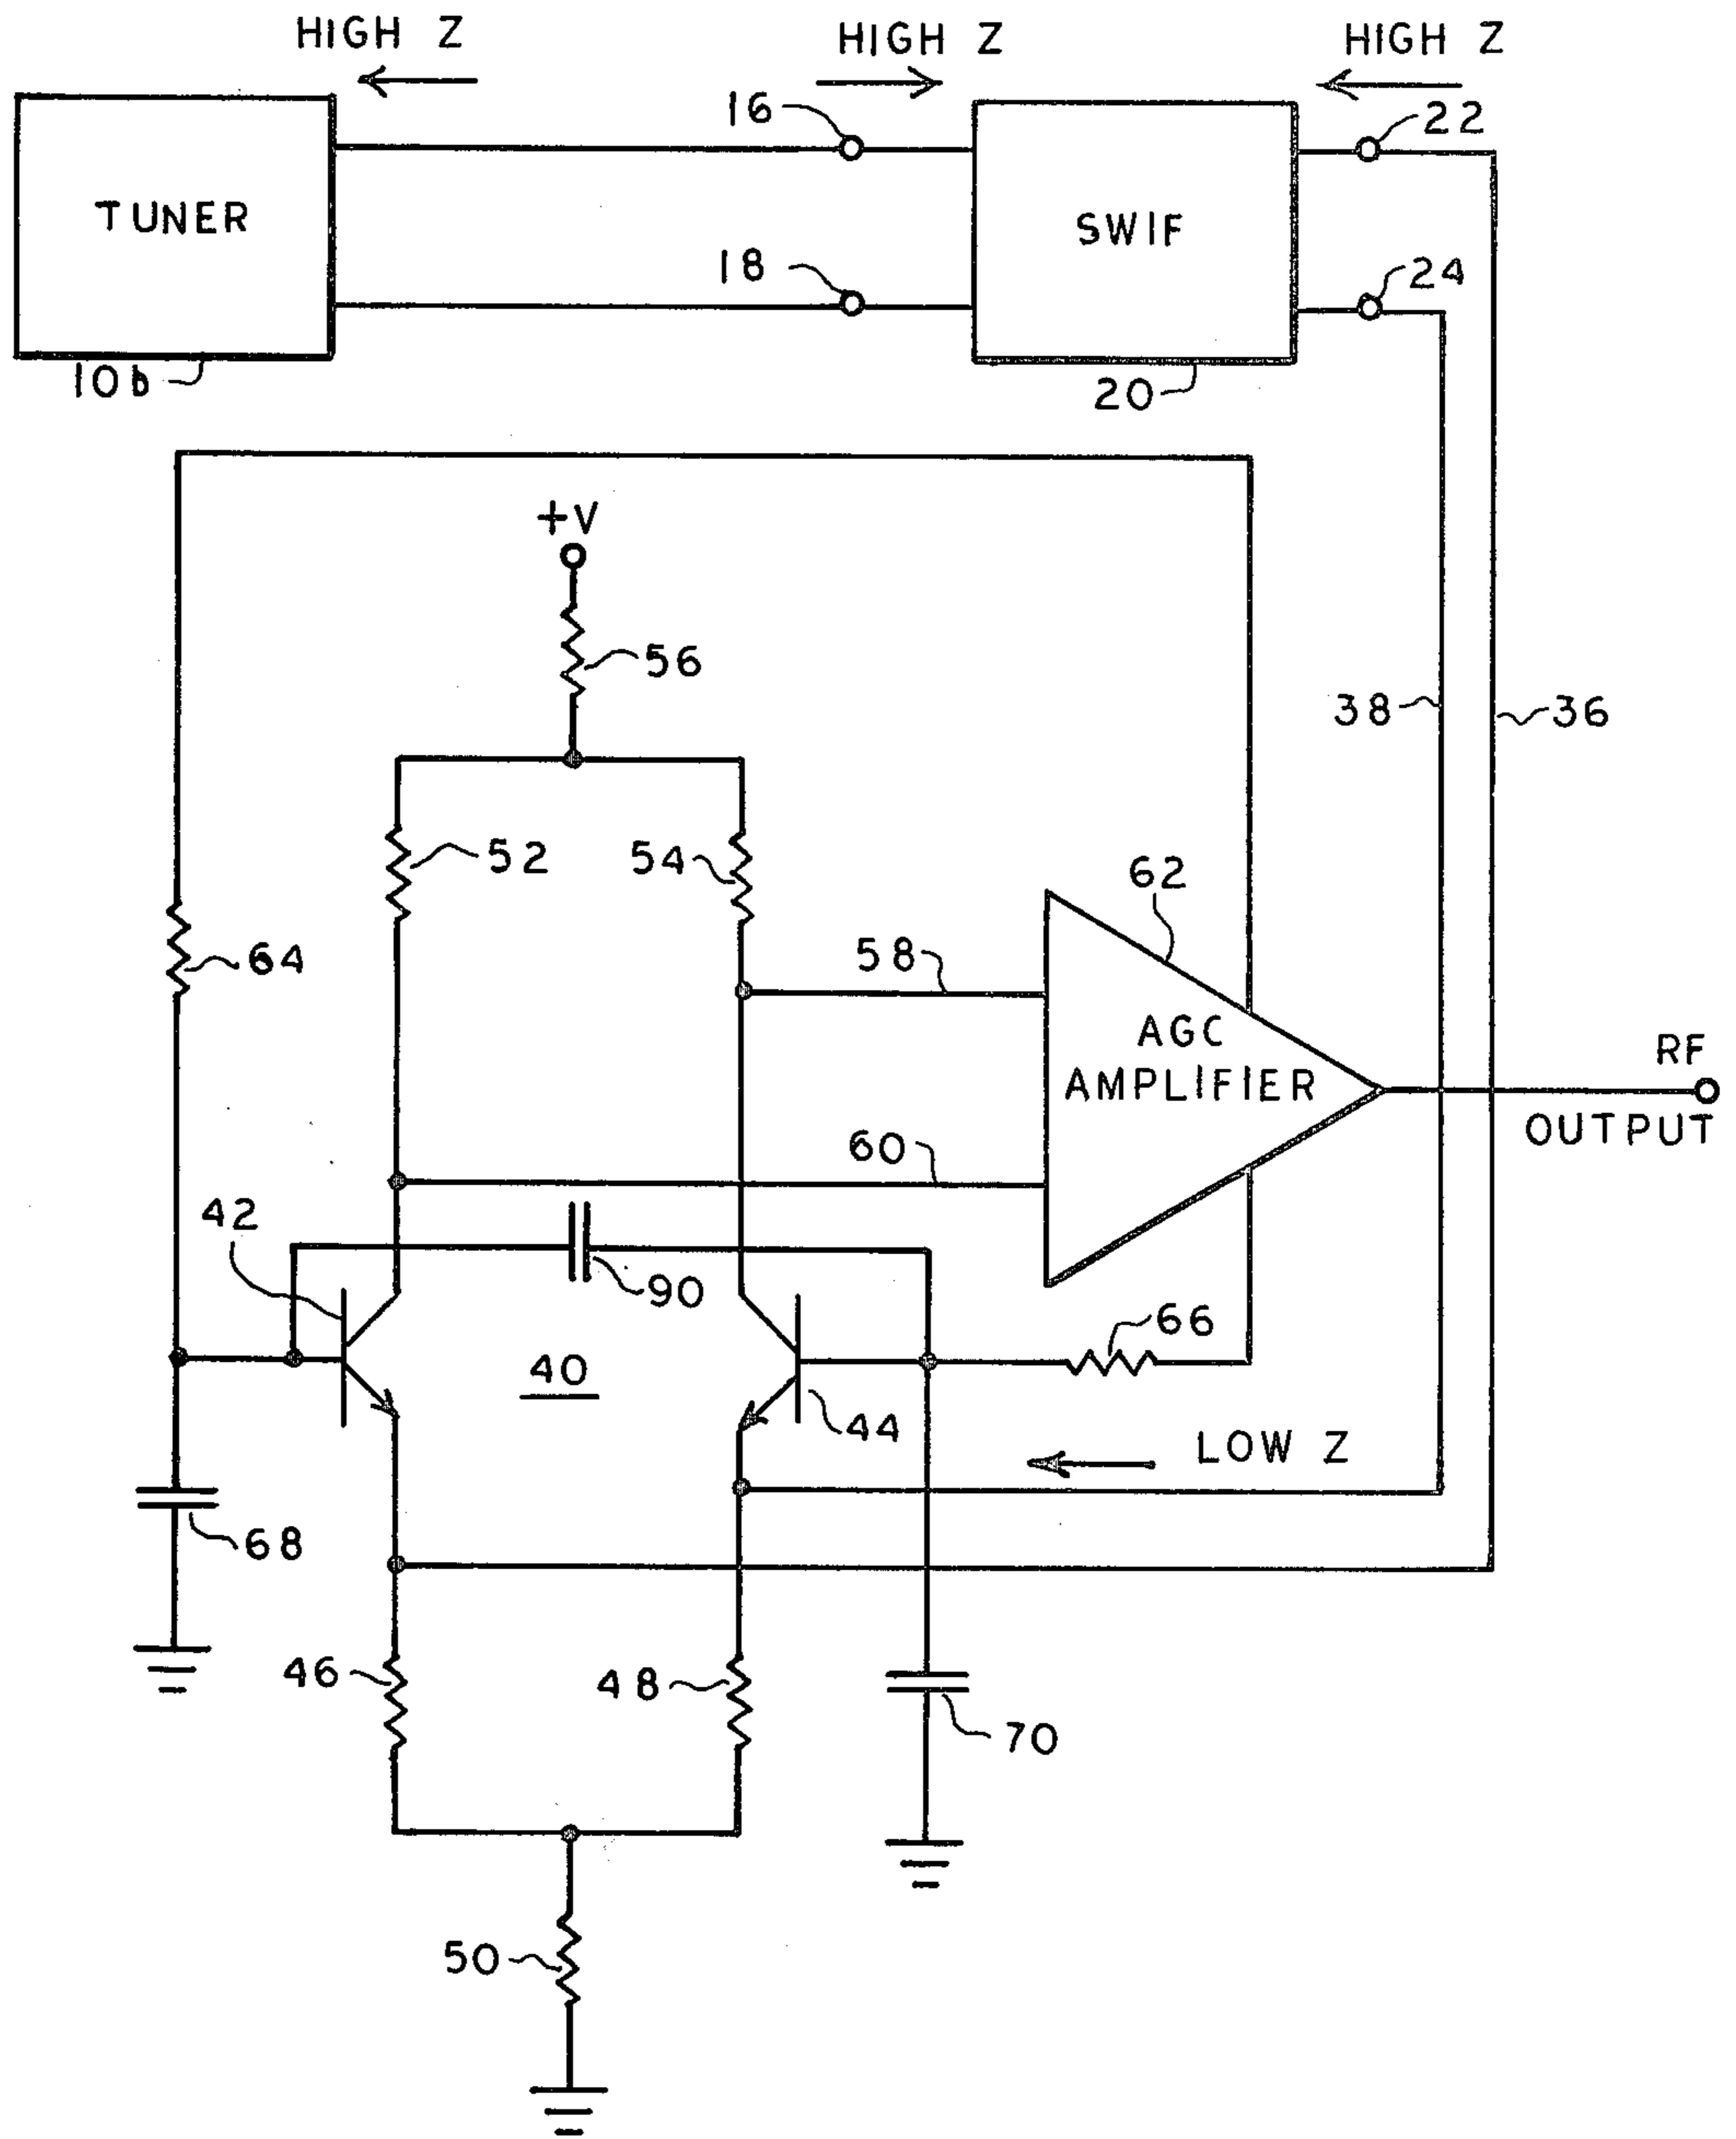 HIGH Z
HIGH Z
HIGH Z
16
22
TUNER
SWIF
18
24
10b
20
+V
56
38
36
52
54
62
64
58
AGC
AMPLIFIER
RF
OUTPUT
60
42
90
66
40
44
LOW Z
68
46
48
70
50